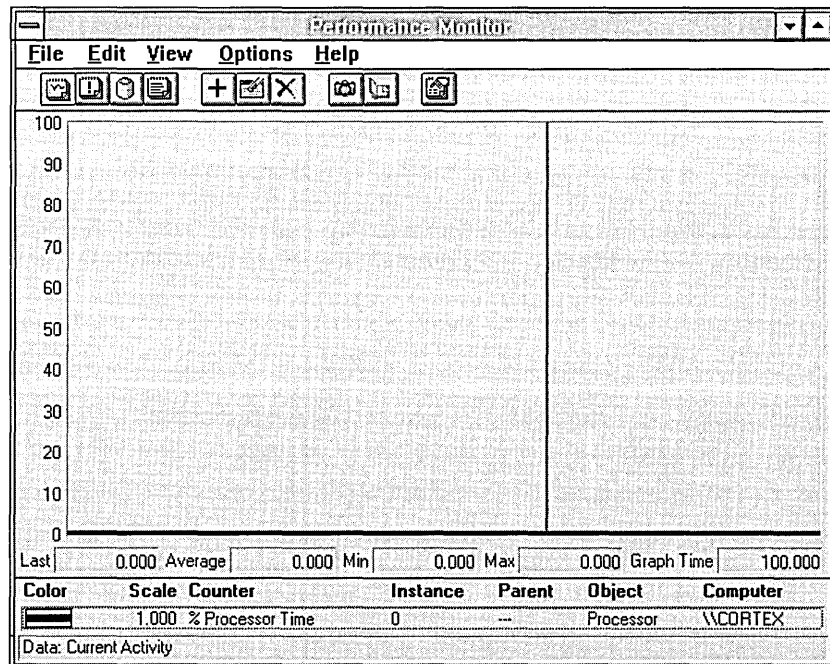 Performance Monitor
File Edit View Options Help
100
90
80
70
60
50
40
30
20
10
0
Last 0.000 Average 0.000 Min 0.000 Max 0.000 Graph Time 100.000
Color Scale Counter Instance Parent Object Computer
1.000 % Processor Time 0 --- Processor \\CORTEX
Data: Current Activity